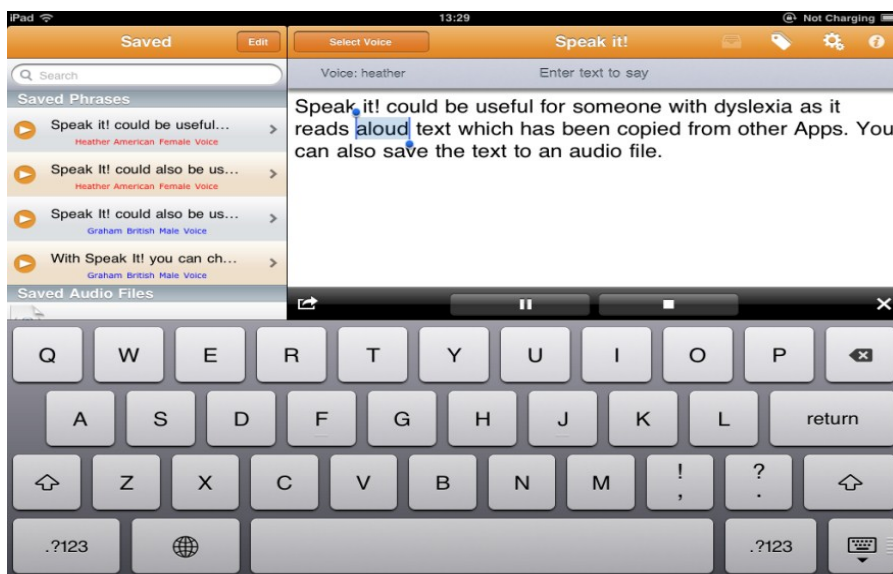 iPad 13:29 Not Charging
Saved Edit
Search
Saved Phrases
Speak it! could be useful...
Heather American Female Voice
Speak It! could also be us...
Heather American Female Voice
Speak It! could also be us...
Graham British Male Voice
With Speak It! you can ch...
Graham British Male Voice
Saved Audio Files
Select Voice Speak it!
Voice: heather Enter text to say
Speak it! could be useful for someone with dyslexia as it
reads aloud text which has been copied from other Apps. You
can also save the text to an audio file.
Q W E R T Y U I O P
A S D F G H J K L return
Z X C V B N M ! , ? .
.?123 .?123